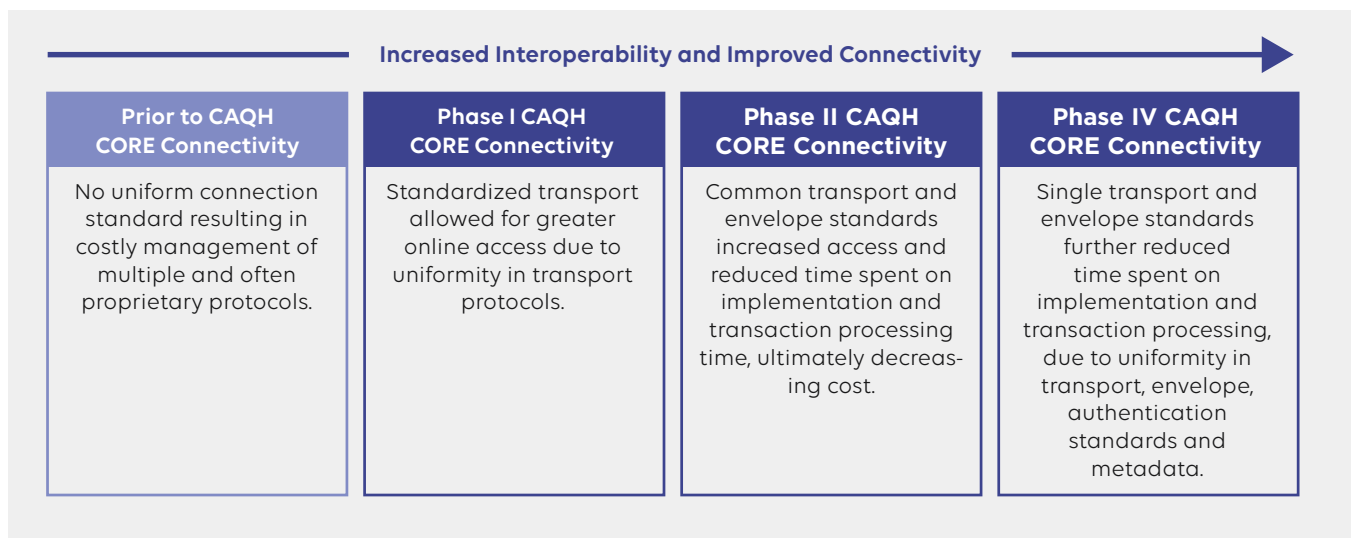 Increased Interoperability and Improved Connectivity
Prior to CAQH
CORE Connectivity
No uniform connection
standard resulting in
costly management of
multiple and often
proprietary protocols.
Phase I CAQH
CORE Connectivity
Standardized transport
allowed for greater
online access due to
uniformity in transport
protocols.
Phase II CAQH
CORE Connectivity
Common transport and
envelope standards
increased access and
reduced time spent on
implementation and
transaction processing
time, ultimately decreas-
ing cost.
Phase IV CAQH
CORE Connectivity
Single transport and
envelope standards
further reduced
time spent on
implementation and
transaction processing,
due to uniformity in
transport, envelope,
authentication
standards and
metadata.